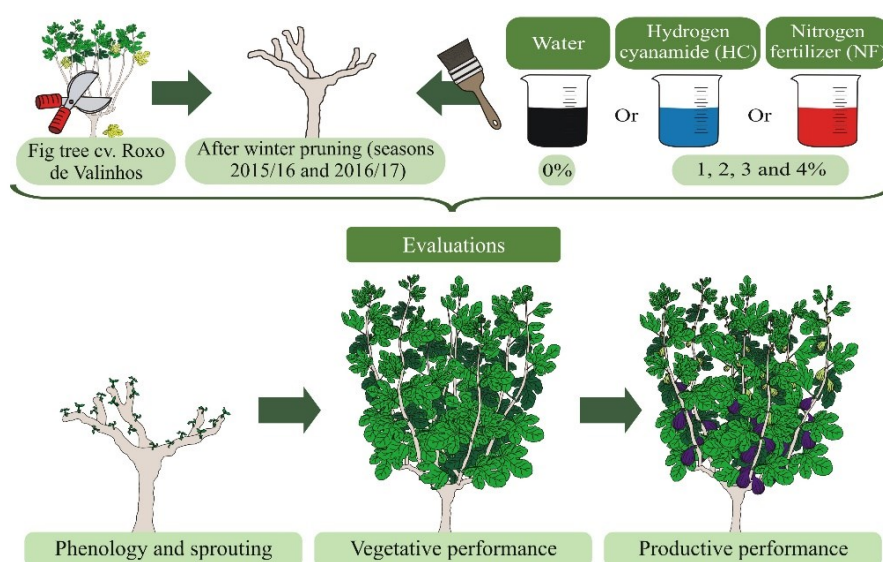 Water
Hydrogen
cyanamide (HC)
Nitrogen
fertilizer (NF)
Or
Or
Fig tree cv. Roxo
de Valinhos
After winter pruning (seasons
2015/16 and 2016/17)
0%
1, 2, 3 and 4%
Evaluations
Phenology and sprouting
Vegetative performance
Productive performance